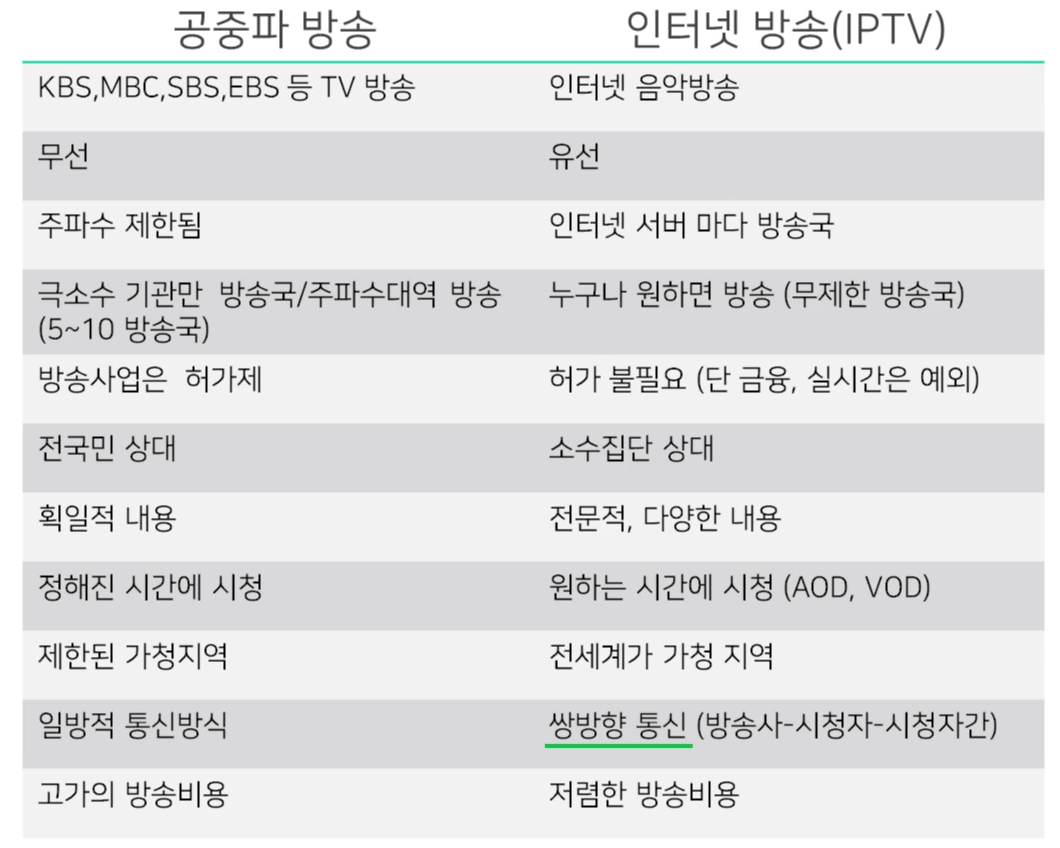 공중파 방송 인터넷 방송(IPTV)
KBS,MBC,SBS,EBS 등 TV 방송 인터넷 음악방송
무선 유선
주파수 제한됨 인터넷 서버 마다 방송국
극소수 기관만 방송국/주파수대역 방송 누구나 원하면 방송 (무제한 방송국)
(5~10 방송국)
방송사업은 허가제 허가 불필요 (단 금융, 실시간은 예외)
전국민 상대 소수집단 상대
획일적 내용 전문적, 다양한 내용
정해진 시간에 시청 원하는 시간에 시청 (AOD, VOD)
제한된 가청지역 전세계가 가청 지역
일방적 통신방식 쌍방향 통신 (방송사-시청자-시청자간)
고가의 방송비용 저렴한 방송비용